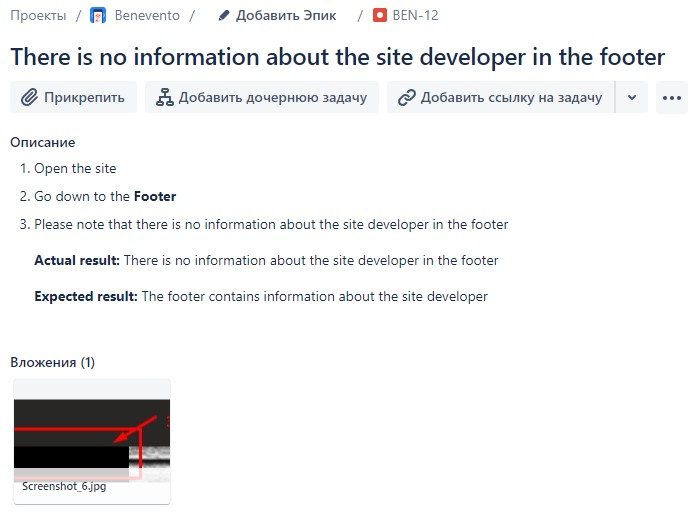 Проекты / Benevento / Добавить Эпик / BEN-12
There is no information about the site developer in the footer
Прикрепить Добавить дочернюю задачу Добавить ссылку на задачу
Описание
1. Open the site
2. Go down to the Footer
3. Please note that there is no information about the site developer in the footer
Actual result: There is no information about the site developer in the footer
Expected result: The footer contains information about the site developer
Вложения (1)
Screenshot_6.jpg